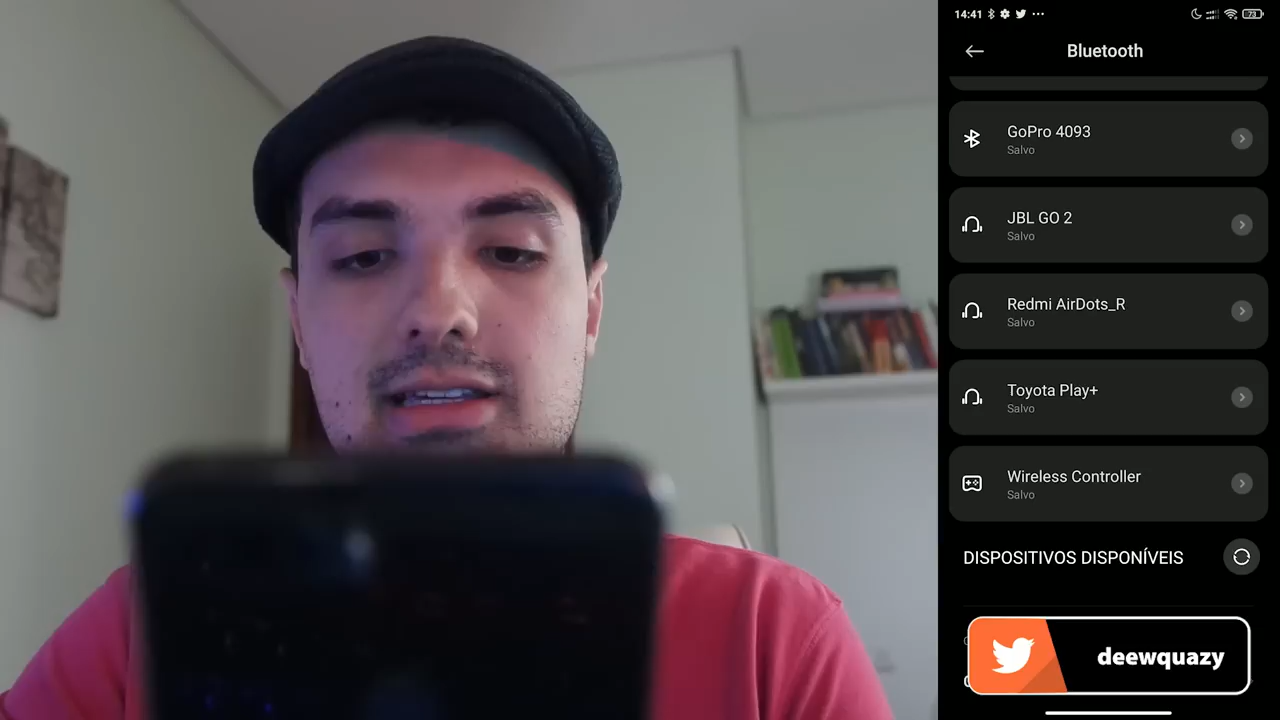 14:41
73
Bluetooth
GoPro 4093
Salvo
JBL GO 2
Salvo
Redmi AirDots_R
Salvo
Toyota Play+
Salvo
Wireless Controller
Salvo
DISPOSITIVOS DISPONÍVEIS
deewquazy